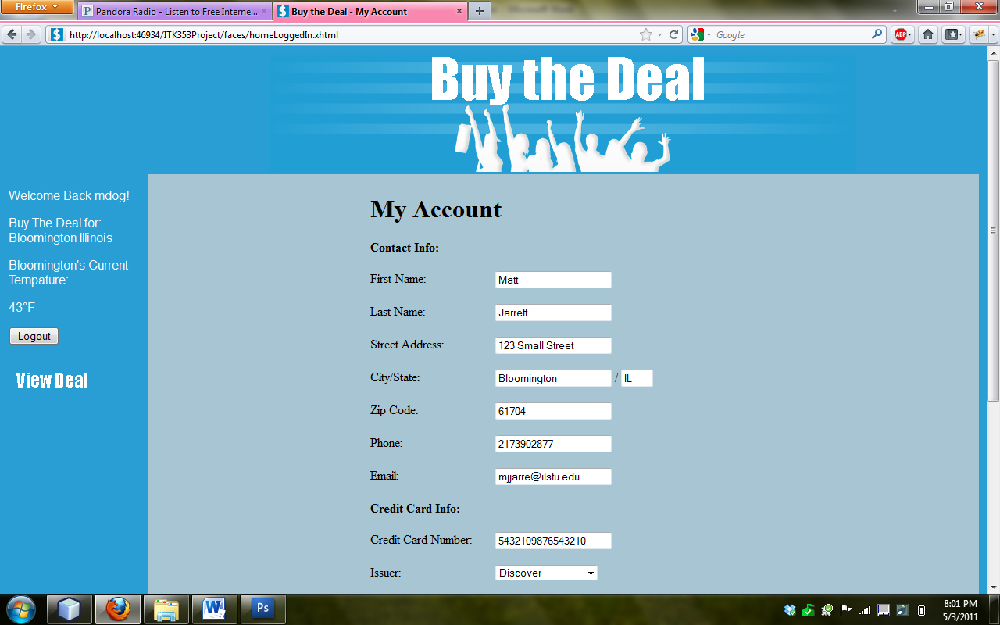 Firefox
Pandora Radio - Listen to Free Interne...
Buy the Deal - My Account
http://localhost:46934/ITK353Project/faces/homeLoggedIn.xhtml
Google
ABP
Buy the Deal
Welcome Back mdog!
Buy The Deal for:
Bloomington Illinois
Bloomington's Current
Tempature:
43°F
Logout
View Deal
My Account
Contact Info:
First Name: Matt
Last Name: Jarrett
Street Address: 123 Small Street
City/State: Bloomington / IL
Zip Code: 61704
Phone: 2173902877
Email: mjjarre@ilstu.edu
Credit Card Info:
Credit Card Number: 5432109876543210
Issuer: Discover
8:01 PM
5/3/2011